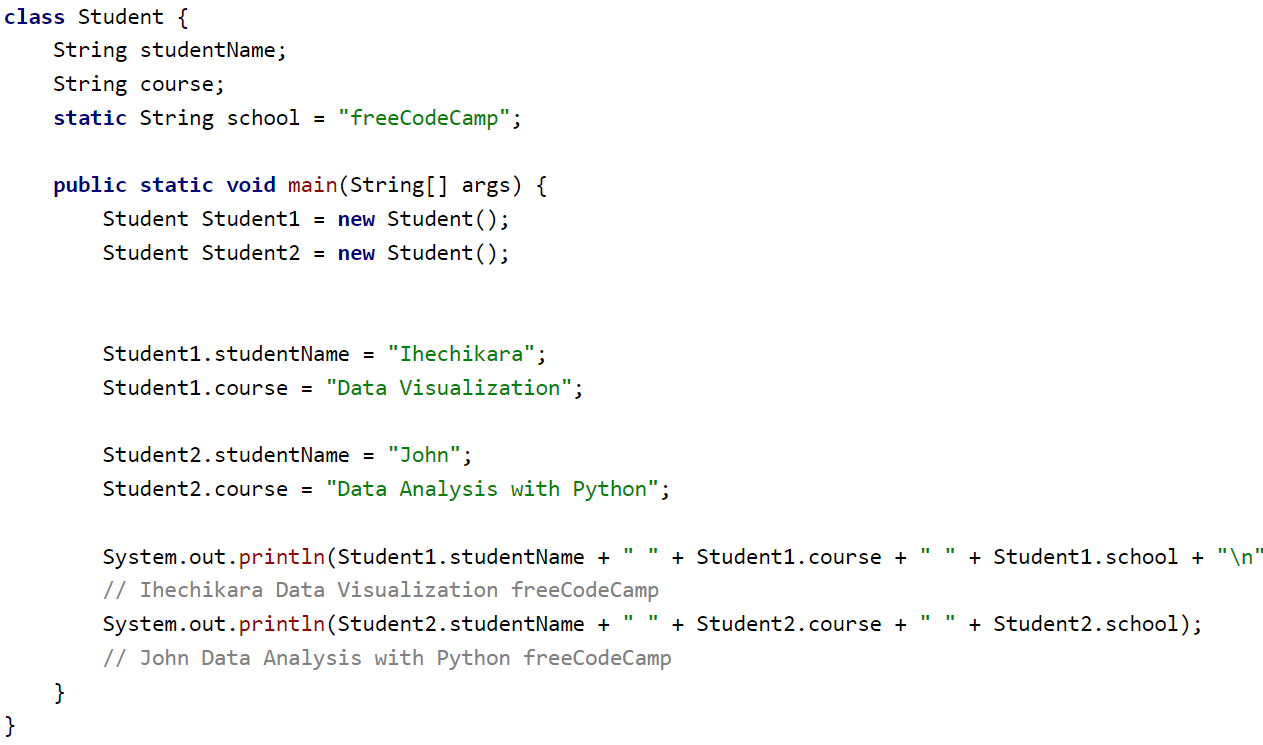 class Student {
    String studentName;
    String course;
    static String school = "freeCodeCamp";

    public static void main(String[] args) {
        Student Student1 = new Student();
        Student Student2 = new Student();


        Student1.studentName = "Ihechikara";
        Student1.course = "Data Visualization";

        Student2.studentName = "John";
        Student2.course = "Data Analysis with Python";

        System.out.println(Student1.studentName + " " + Student1.course + " " + Student1.school + "\n"
        // Ihechikara Data Visualization freeCodeCamp
        System.out.println(Student2.studentName + " " + Student2.course + " " + Student2.school);
        // John Data Analysis with Python freeCodeCamp
    }
}